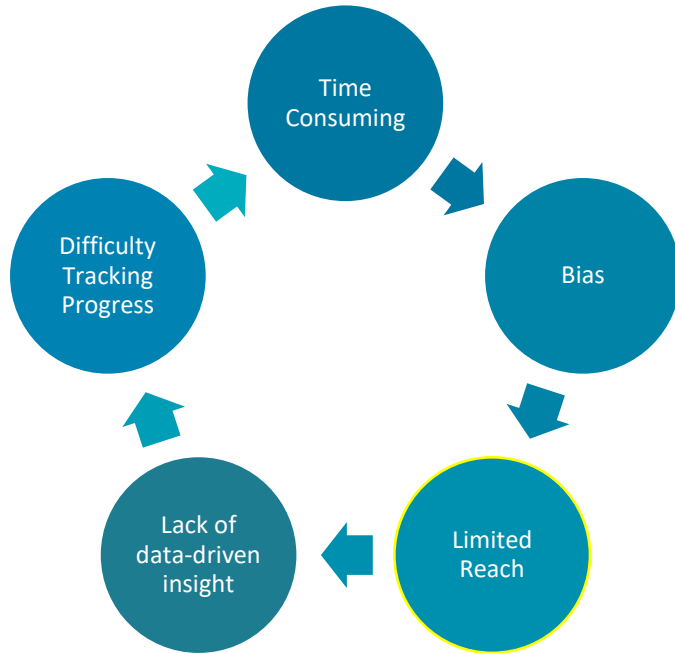 Time
Consuming
Bias
Limited
Reach
Lack of
data-driven
insight
Difficulty
Tracking
Progress